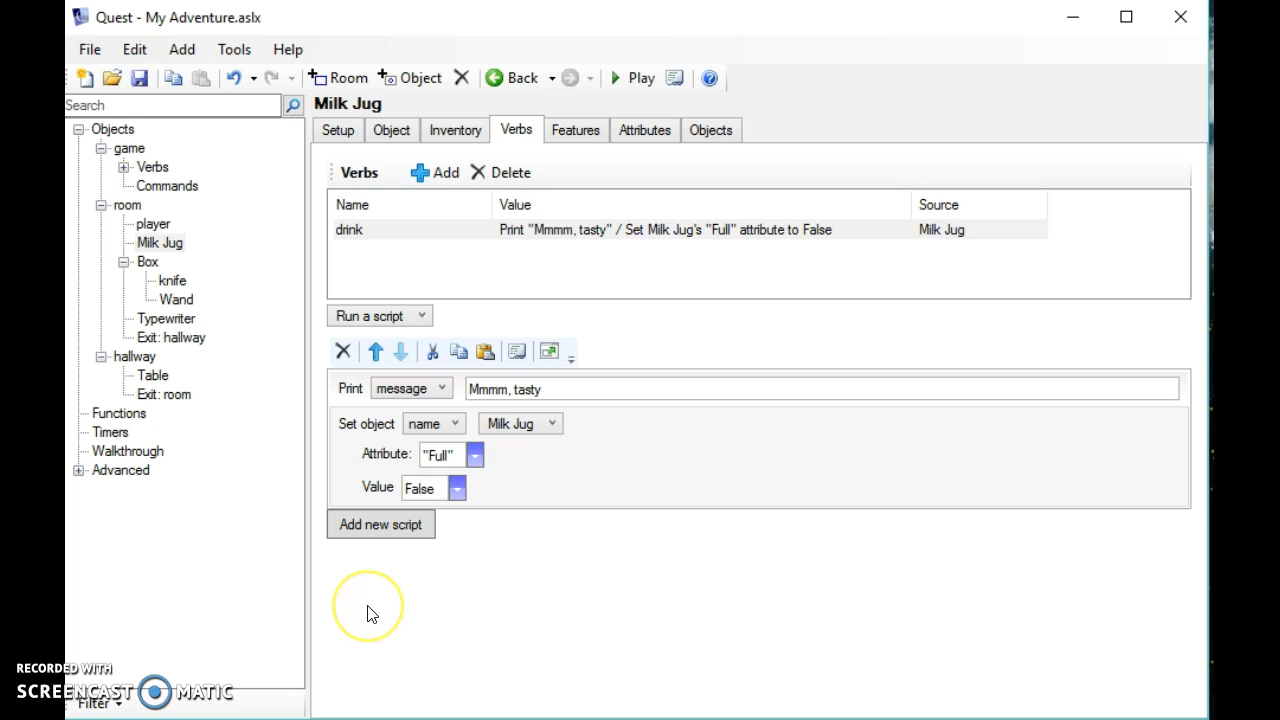 Quest - My Adventure.aslx
File Edit Add Tools Help
Room Object Back Play
Search
Milk Jug
Setup Object Inventory Verbs Features Attributes Objects
Objects
game
Verbs
Commands
room
player
Milk Jug
Box
knife
Wand
Typewriter
Exit: hallway
hallway
Table
Exit: room
Functions
Timers
Walkthrough
Advanced
Filter
Verbs Add Delete
Name Value Source
drink Print "Mmmm, tasty" / Set Milk Jug's "Full" attribute to False Milk Jug
Run a script
Print message Mmmm, tasty
Set object name Milk Jug
Attribute: "Full"
Value False
Add new script
RECORDED WITH
SCREENCAST MATIC